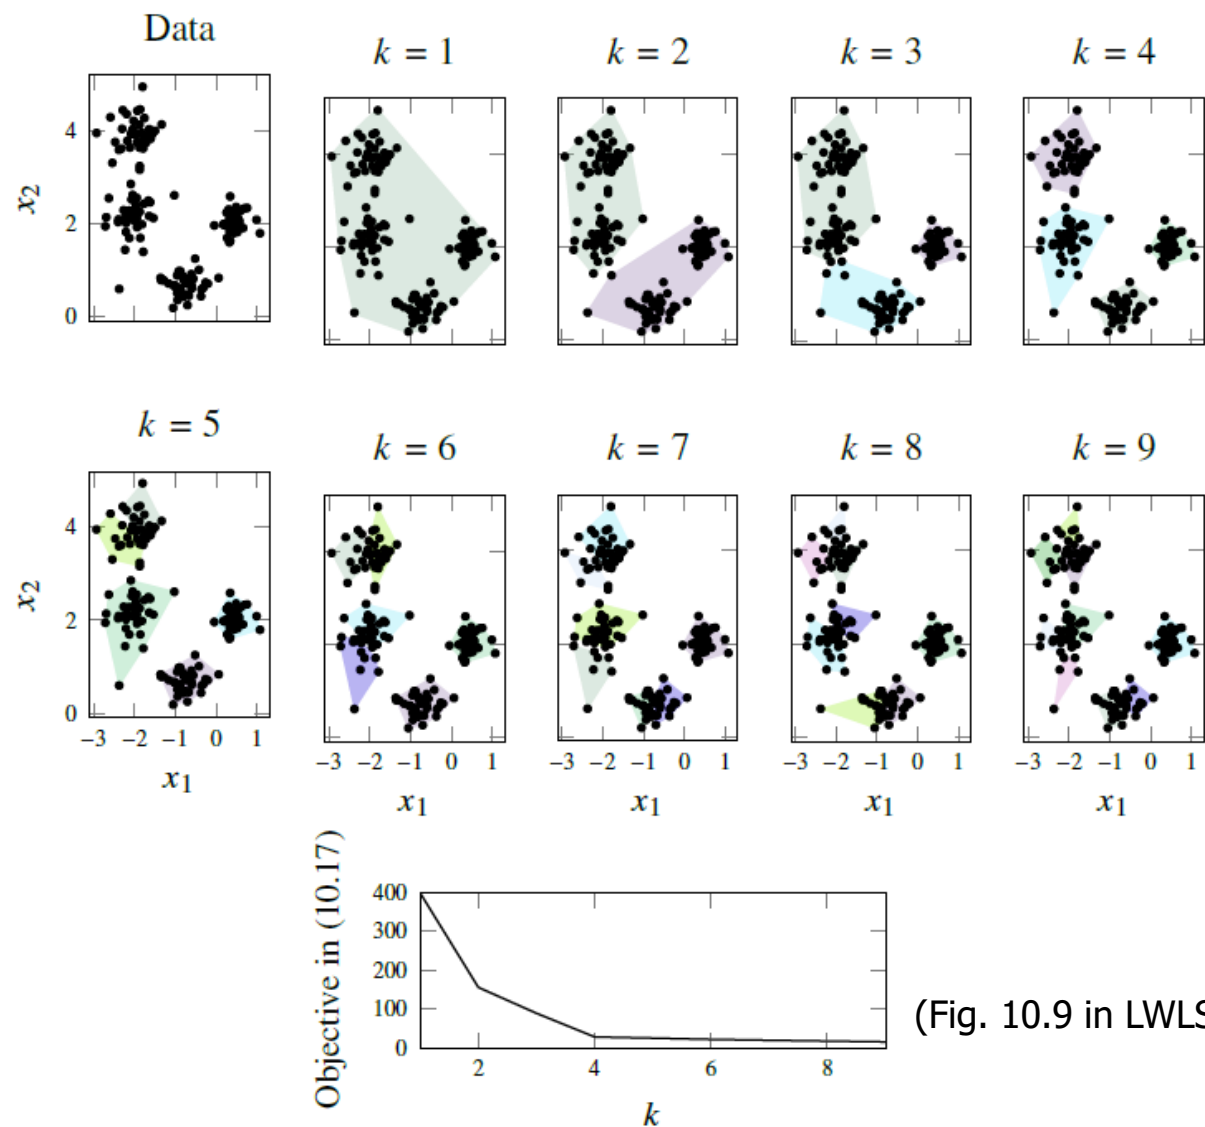 Data
k = 1
k = 2
k = 3
k = 4
x2
4
2
0
k = 5
k = 6
k = 7
k = 8
k = 9
x2
4
2
0
−3 −2 −1 0 1
−3 −2 −1 0 1
−3 −2 −1 0 1
−3 −2 −1 0 1
−3 −2 −1 0 1
x1
x1
x1
x1
x1
Objective in (10.17)
400
300
200
100
0
2 4 6 8
k
(Fig. 10.9 in LWLS